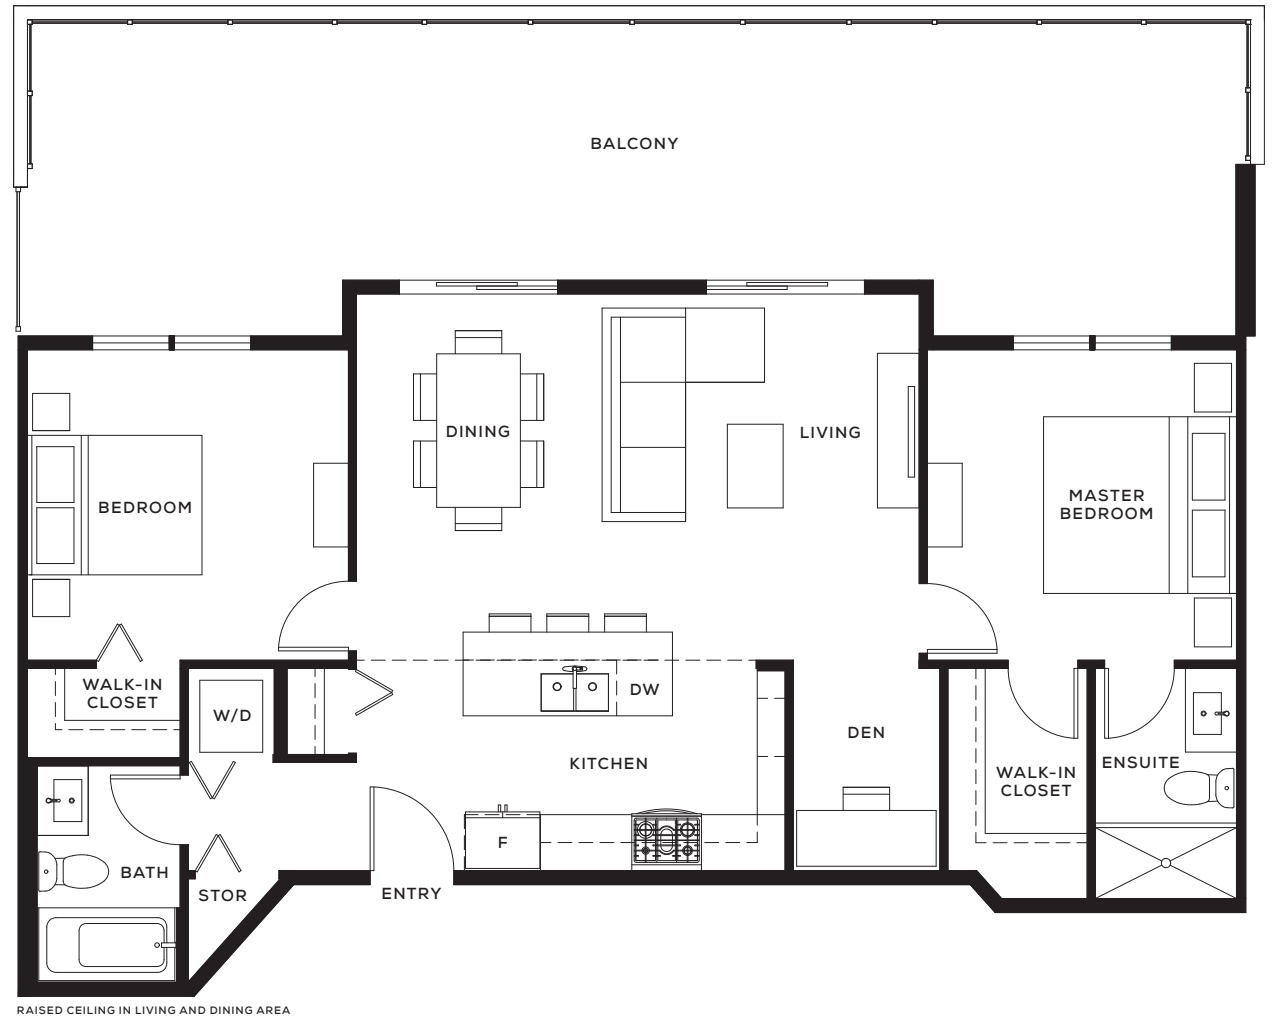 BALCONY
DINING
LIVING
BEDROOM
MASTER
BEDROOM
WALK-IN
CLOSET
W/D
DW
DEN
KITCHEN
ENSUITE
WALK-IN
CLOSET
F
BATH
STOR
ENTRY
RAISED CEILING IN LIVING AND DINING AREA